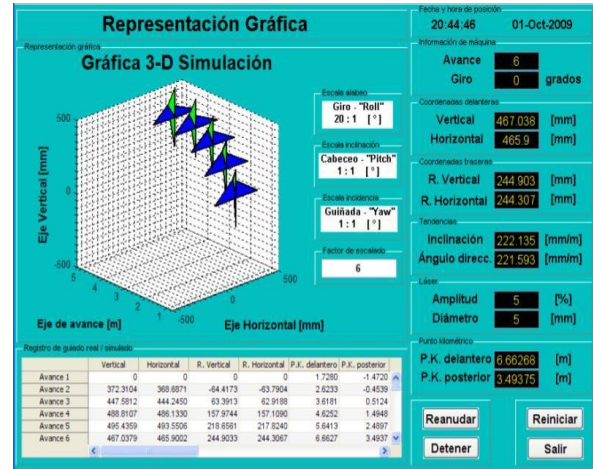 Representación Gráfica
Representación gráfica
Gráfica 3-D Simulación
Eje Vertical [mm]
500
0
-500
5
4
3
2
1
-500
0
500
Eje de avance [m]
Eje Horizontal [mm]
Escala alabeo
Giro - "Roll"
20 : 1 [ º ]
Escala inclinación
Cabeceo - "Pitch"
1 : 1 [ º ]
Escala incidencia
Guiñada - "Yaw"
1 : 1 [ º ]
Factor de escalado
6
Fecha y hora de posición
20:44:46 01-Oct-2009
Información de máquina
Avance 6
Giro 0 grados
Coordenadas delanteras
Vertical 467.038 [mm]
Horizontal 465.9 [mm]
Coordenadas traseras
R. Vertical 244.903 [mm]
R. Horizontal 244.307 [mm]
Tendencias
Inclinación 222.135 [mm/m]
Ángulo direcc. 221.593 [mm/m]
Láser
Amplitud 5 [%]
Diámetro 5 [mm]
Punto kilométrico
P.K. delantero 6.66268 [m]
P.K. posterior 3.49375 [m]
Registro de guiado real / simulado
Vertical Horizontal R. Vertical R. Horizontal P.K. delantero P.K. posterior
Avance 1 0 0 0 0 1.7280 -1.4720
Avance 2 372.3104 368.6871 -64.4173 -63.7904 2.6233 -0.4539
Avance 3 447.5812 444.2450 63.3913 62.9188 3.6181 0.5124
Avance 4 488.8107 486.1330 157.9744 157.1090 4.6252 1.4948
Avance 5 495.4359 493.5506 218.6561 217.8240 5.6413 2.4897
Avance 6 467.0379 465.9002 244.9033 244.3067 6.6627 3.4937
Reanudar
Reiniciar
Detener
Salir